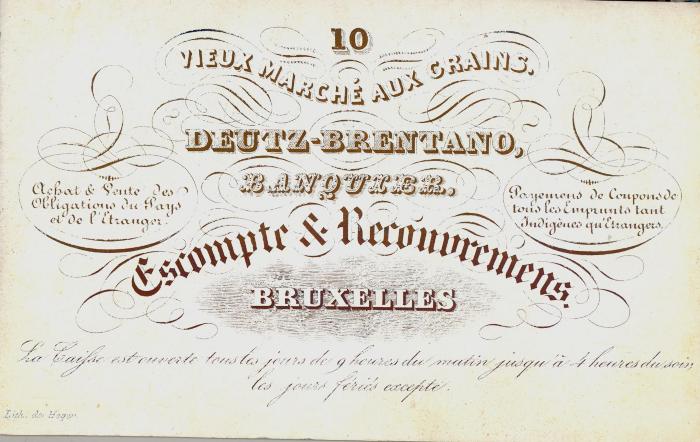 10
VIEUX MARCHÉ AUX GRAINS.
DEUTZ-BRENTANO,
BANQUIER.
Achat & Vente des
Obligations du Pays
et de l'Etranger.
Payemens de Coupons de
tous les Emprunts tant
Indigènes qu'Etrangers.
Escompte & Recouvremens.
BRUXELLES
La Caisse est ouverte tous les jours de 9 heures du matin jusqu'à 4 heures du soir,
les jours fériés excepté.
Lith. de Heger